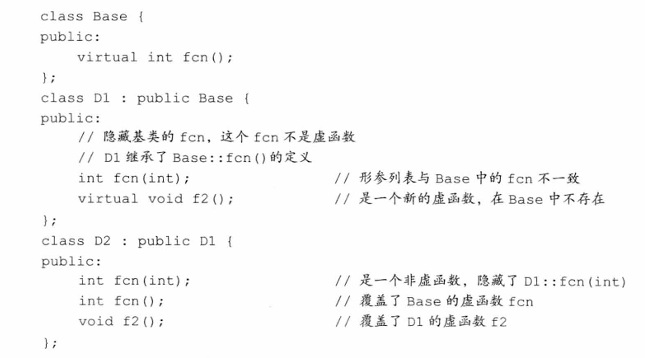 class Base {
public:
    virtual int fcn();
};
class D1 : public Base {
public:
    // 隐藏基类的 fcn，这个 fcn 不是虚函数
    // D1 继承了 Base::fcn()的定义
    int fcn(int);                // 形参列表与 Base 中的 fcn 不一致
    virtual void f2();           // 是一个新的虚函数，在 Base 中不存在
};
class D2 : public D1 {
public:
    int fcn(int);                // 是一个非虚函数，隐藏了 D1::fcn(int)
    int fcn();                   // 覆盖了 Base 的虚函数 fcn
    void f2();                   // 覆盖了 D1 的虚函数 f2
};